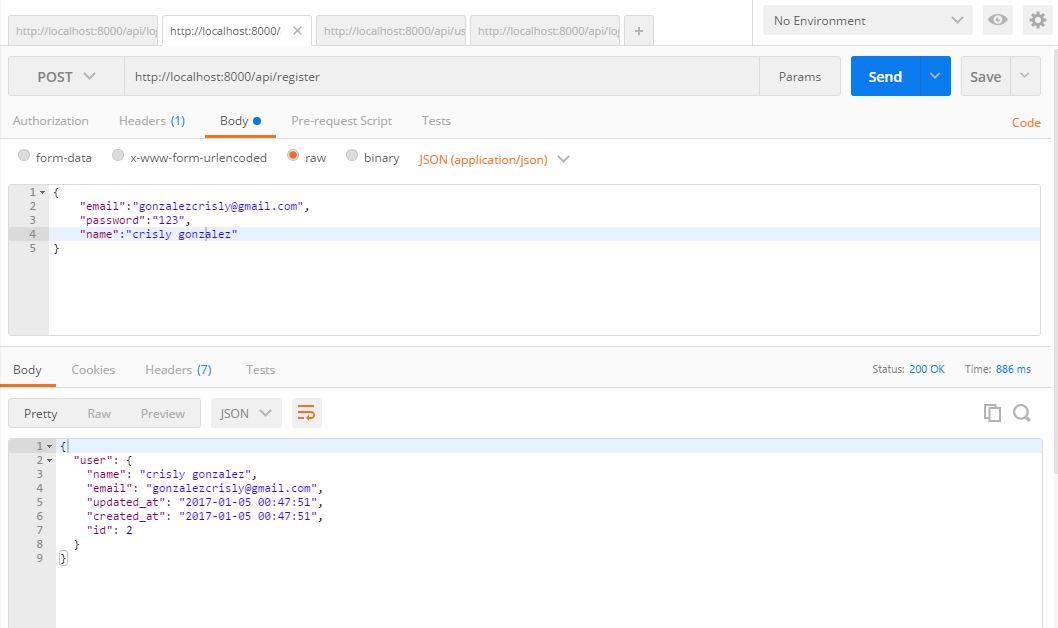 http://localhost:8000/api/log
http://localhost:8000/
http://localhost:8000/api/us
http://localhost:8000/api/log
+
No Environment
POST
http://localhost:8000/api/register
Params
Send
Save
Authorization
Headers (1)
Body
Pre-request Script
Tests
Code
form-data
x-www-form-urlencoded
raw
binary
JSON (application/json)
1 {
2 "email":"gonzalezcrisly@gmail.com",
3 "password":"123",
4 "name":"crisly gonzalez"
5 }
Body
Cookies
Headers (7)
Tests
Status: 200 OK
Time: 886 ms
Pretty
Raw
Preview
JSON
1 {
2 "user": {
3 "name": "crisly gonzalez",
4 "email": "gonzalezcrisly@gmail.com",
5 "updated_at": "2017-01-05 00:47:51",
6 "created_at": "2017-01-05 00:47:51",
7 "id": 2
8 }
9 }